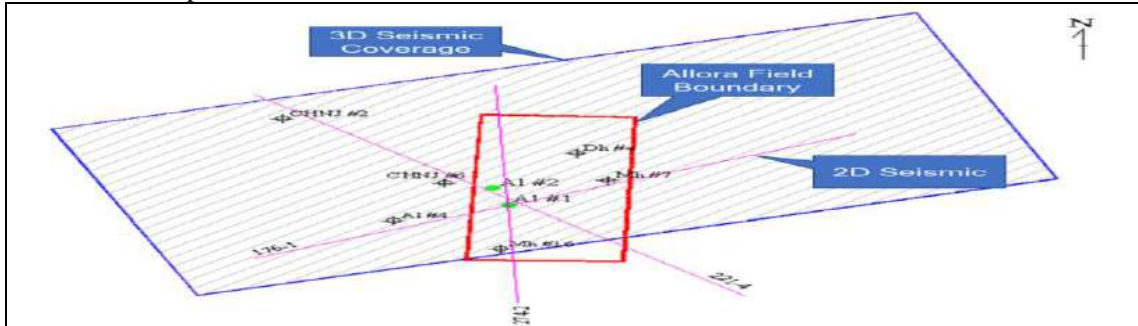 3D Seismic
Coverage
N
Allora Field
Boundary
CHNJ #2
Dh #4
CHNJ #6
Al #2
Mh #7
2D Seismic
Al #1
Al #4
176-1
Mh #16
221-4